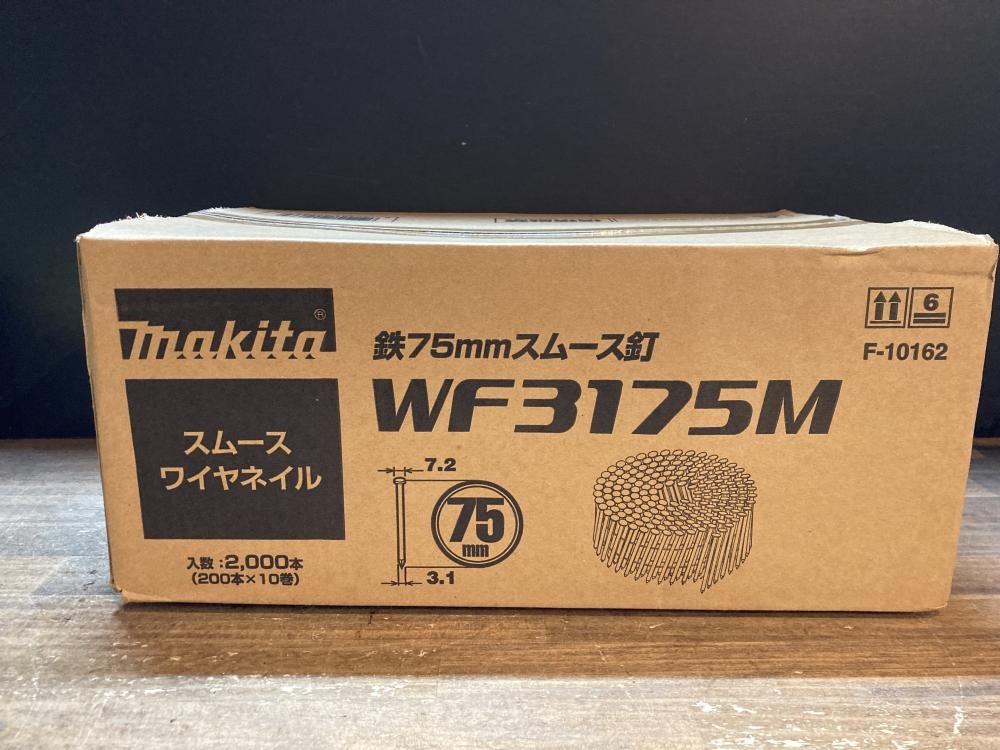 makita®
スムース
ワイヤネイル
入数:2,000本
(200本×10巻)
鉄75mmスムース釘
WF3175M
7.2
75
mm
3.1
6
F-10162